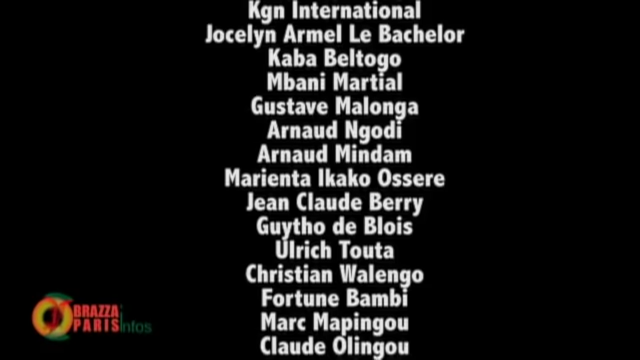 Kgn International
Jocelyn Armel Le Bachelor
Kaba Beltogo
Mbani Martial
Gustave Malonga
Arnaud Ngodi
Arnaud Mindam
Marienta Ikako Ossere
Jean Claude Berry
Guytho de Blois
Ulrich Touta
Christian Walengo
Fortune Bambi
Marc Mapingou
Claude Olingou
BRAZZA
PARIS infos